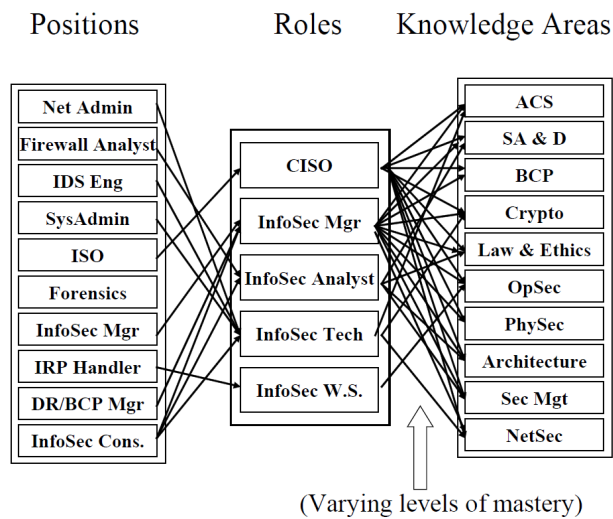 Positions
Roles
Knowledge Areas
Net Admin
Firewall Analyst
IDS Eng
SysAdmin
ISO
Forensics
InfoSec Mgr
IRP Handler
DR/BCP Mgr
InfoSec Cons.
CISO
InfoSec Mgr
InfoSec Analyst
InfoSec Tech
InfoSec W.S.
ACS
SA & D
BCP
Crypto
Law & Ethics
OpSec
PhySec
Architecture
Sec Mgt
NetSec
(Varying levels of mastery)